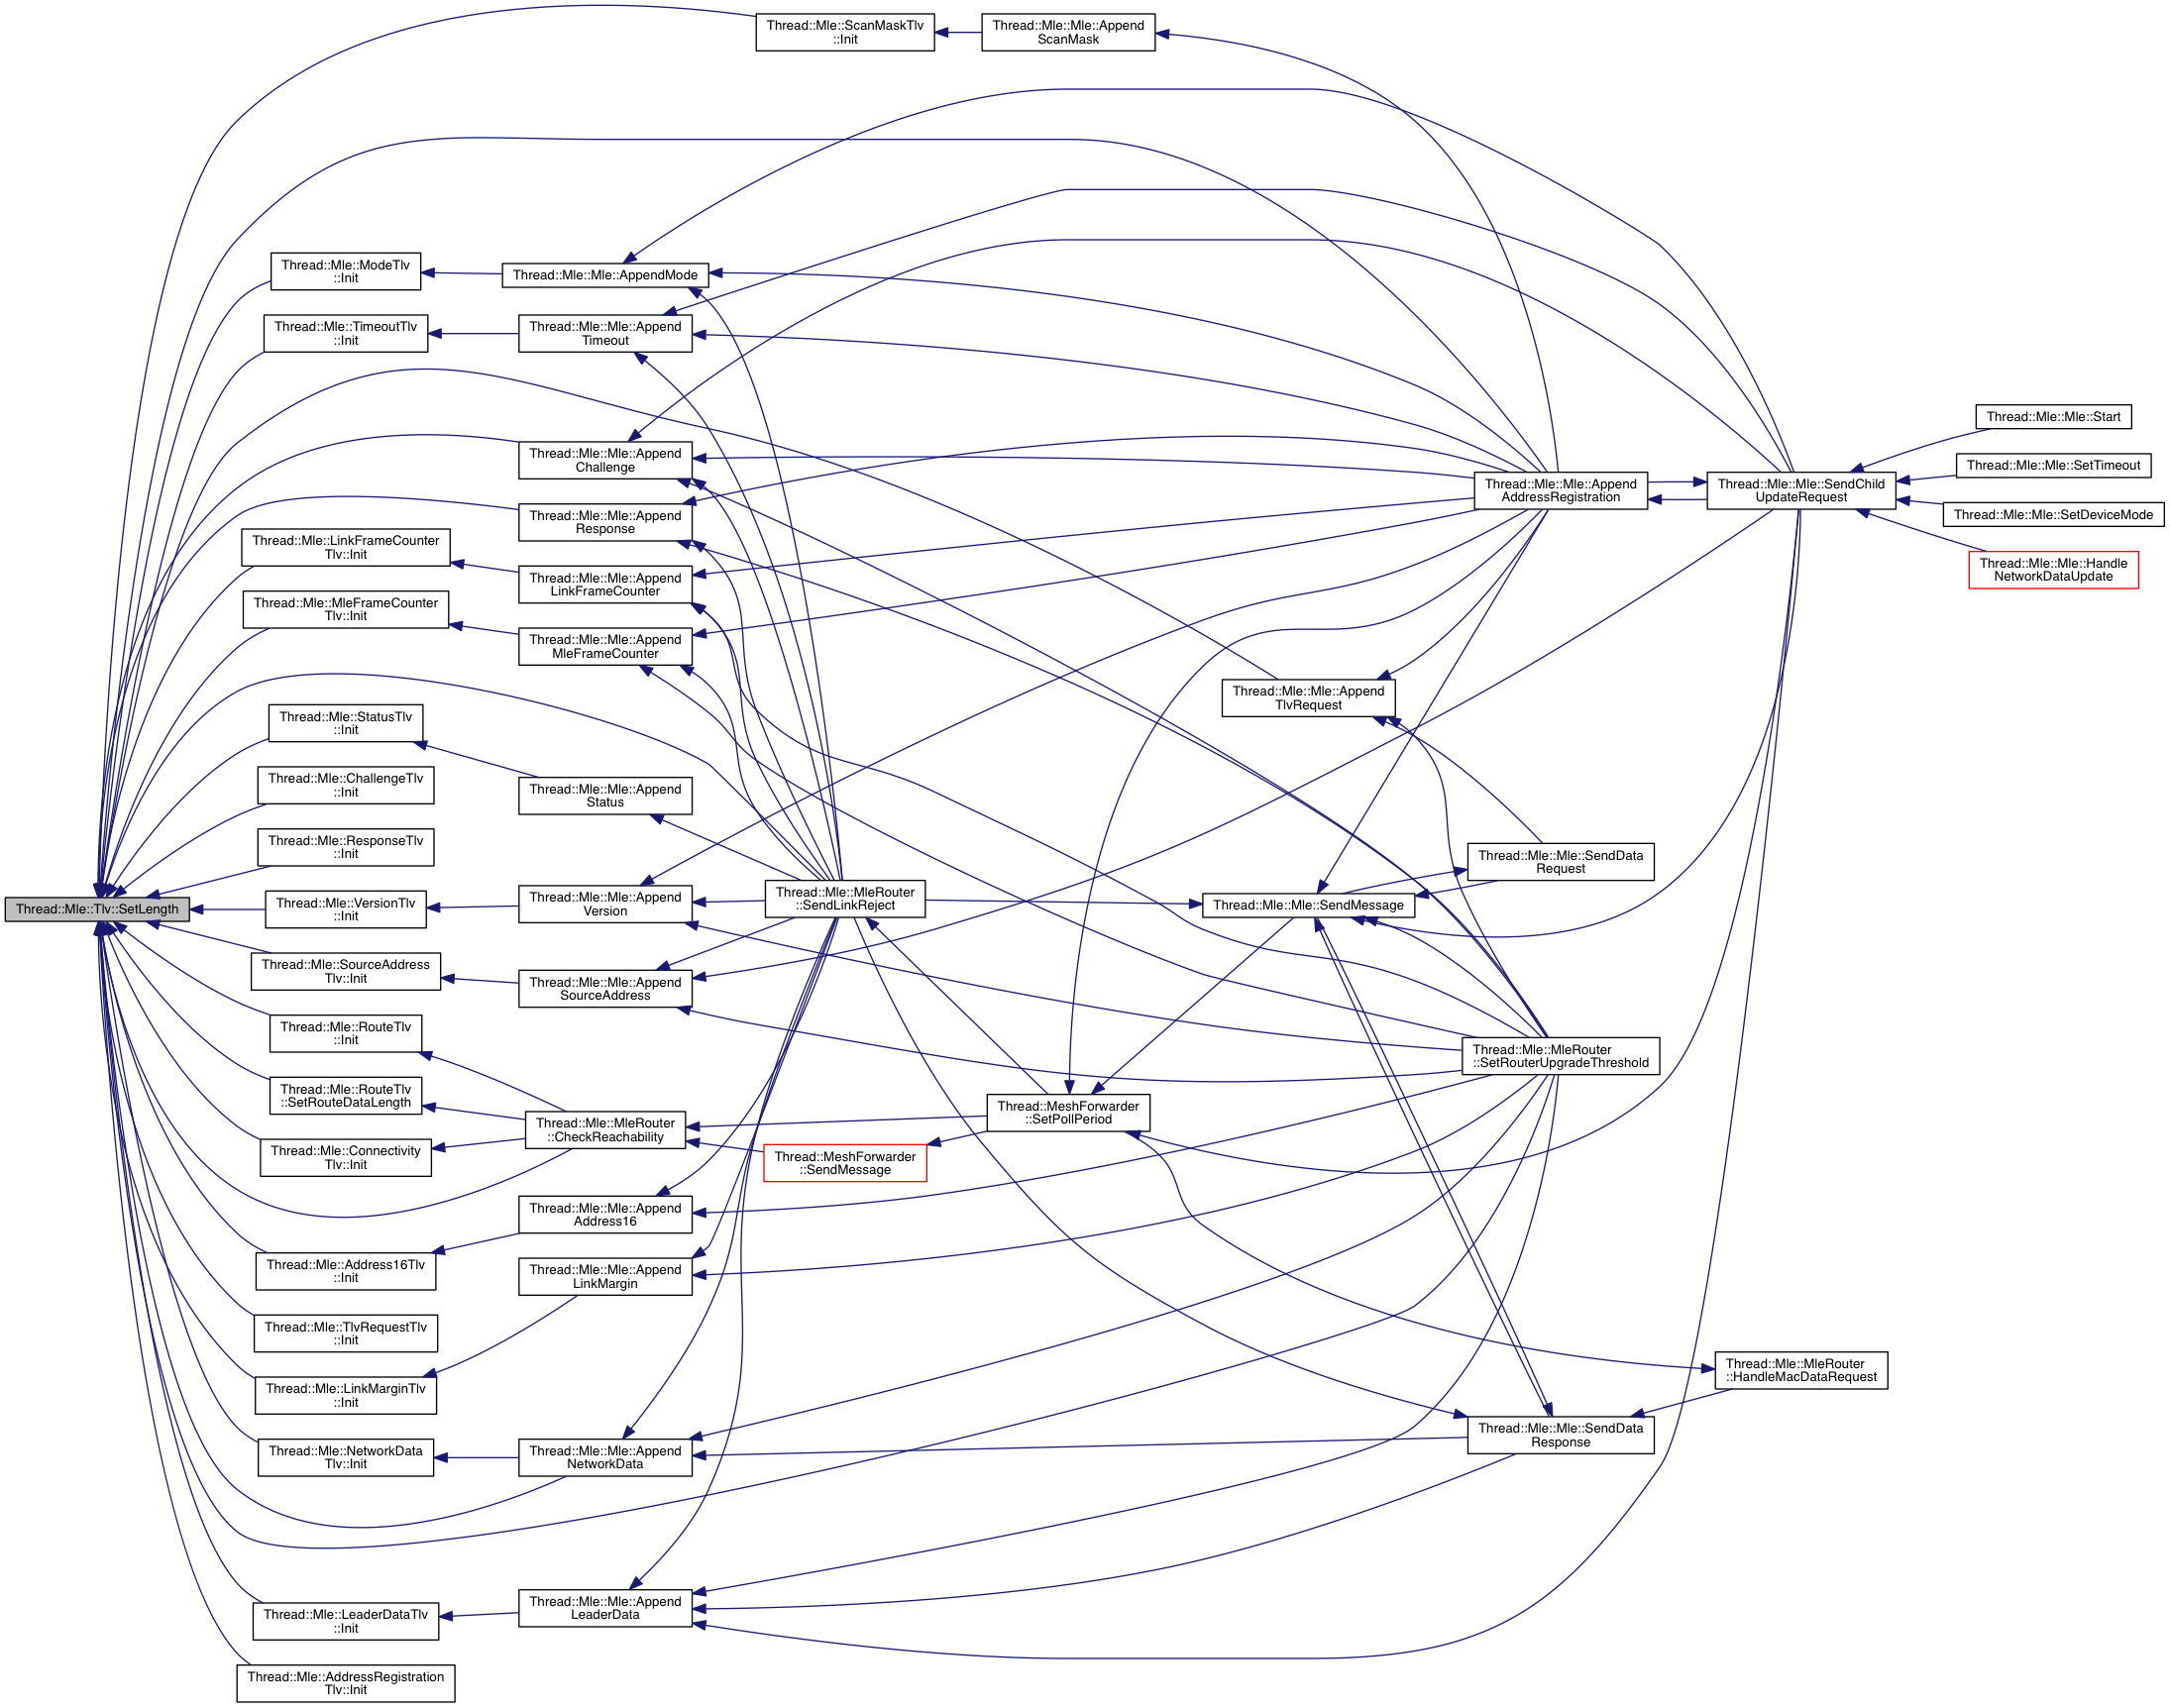 Thread::Mle::ScanMaskTlv
::Init
Thread::Mle::Mle::Append
ScanMask
Thread::Mle::ModeTlv
::Init
Thread::Mle::Mle::AppendMode
Thread::Mle::TimeoutTlv
::Init
Thread::Mle::Mle::Append
Timeout
Thread::Mle::Mle::Append
Challenge
Thread::Mle::Mle::Append
Response
Thread::Mle::LinkFrameCounter
Tlv::Init
Thread::Mle::Mle::Append
LinkFrameCounter
Thread::Mle::MleFrameCounter
Tlv::Init
Thread::Mle::Mle::Append
MleFrameCounter
Thread::Mle::Mle::Append
AddressRegistration
Thread::Mle::Mle::SendChild
UpdateRequest
Thread::Mle::Mle::Start
Thread::Mle::Mle::SetTimeout
Thread::Mle::Mle::SetDeviceMode
Thread::Mle::Mle::Handle
NetworkDataUpdate
Thread::Mle::Mle::Append
TlvRequest
Thread::Mle::StatusTlv
::Init
Thread::Mle::Mle::Append
Status
Thread::Mle::ChallengeTlv
::Init
Thread::Mle::ResponseTlv
::Init
Thread::Mle::Tlv::SetLength
Thread::Mle::VersionTlv
::Init
Thread::Mle::Mle::Append
Version
Thread::Mle::MleRouter
::SendLinkReject
Thread::Mle::Mle::SendMessage
Thread::Mle::Mle::SendData
Request
Thread::Mle::SourceAddress
Tlv::Init
Thread::Mle::Mle::Append
SourceAddress
Thread::Mle::RouteTlv
::Init
Thread::Mle::RouteTlv
::SetRouteDataLength
Thread::Mle::MleRouter
::SetRouterUpgradeThreshold
Thread::MeshForwarder
::SetPollPeriod
Thread::Mle::MleRouter
::CheckReachability
Thread::Mle::Connectivity
Tlv::Init
Thread::MeshForwarder
::SendMessage
Thread::Mle::Mle::Append
Address16
Thread::Mle::Address16Tlv
::Init
Thread::Mle::Mle::Append
LinkMargin
Thread::Mle::TlvRequestTlv
::Init
Thread::Mle::LinkMarginTlv
::Init
Thread::Mle::MleRouter
::HandleMacDataRequest
Thread::Mle::Mle::SendData
Response
Thread::Mle::NetworkData
Tlv::Init
Thread::Mle::Mle::Append
NetworkData
Thread::Mle::LeaderDataTlv
::Init
Thread::Mle::Mle::Append
LeaderData
Thread::Mle::AddressRegistration
Tlv::Init